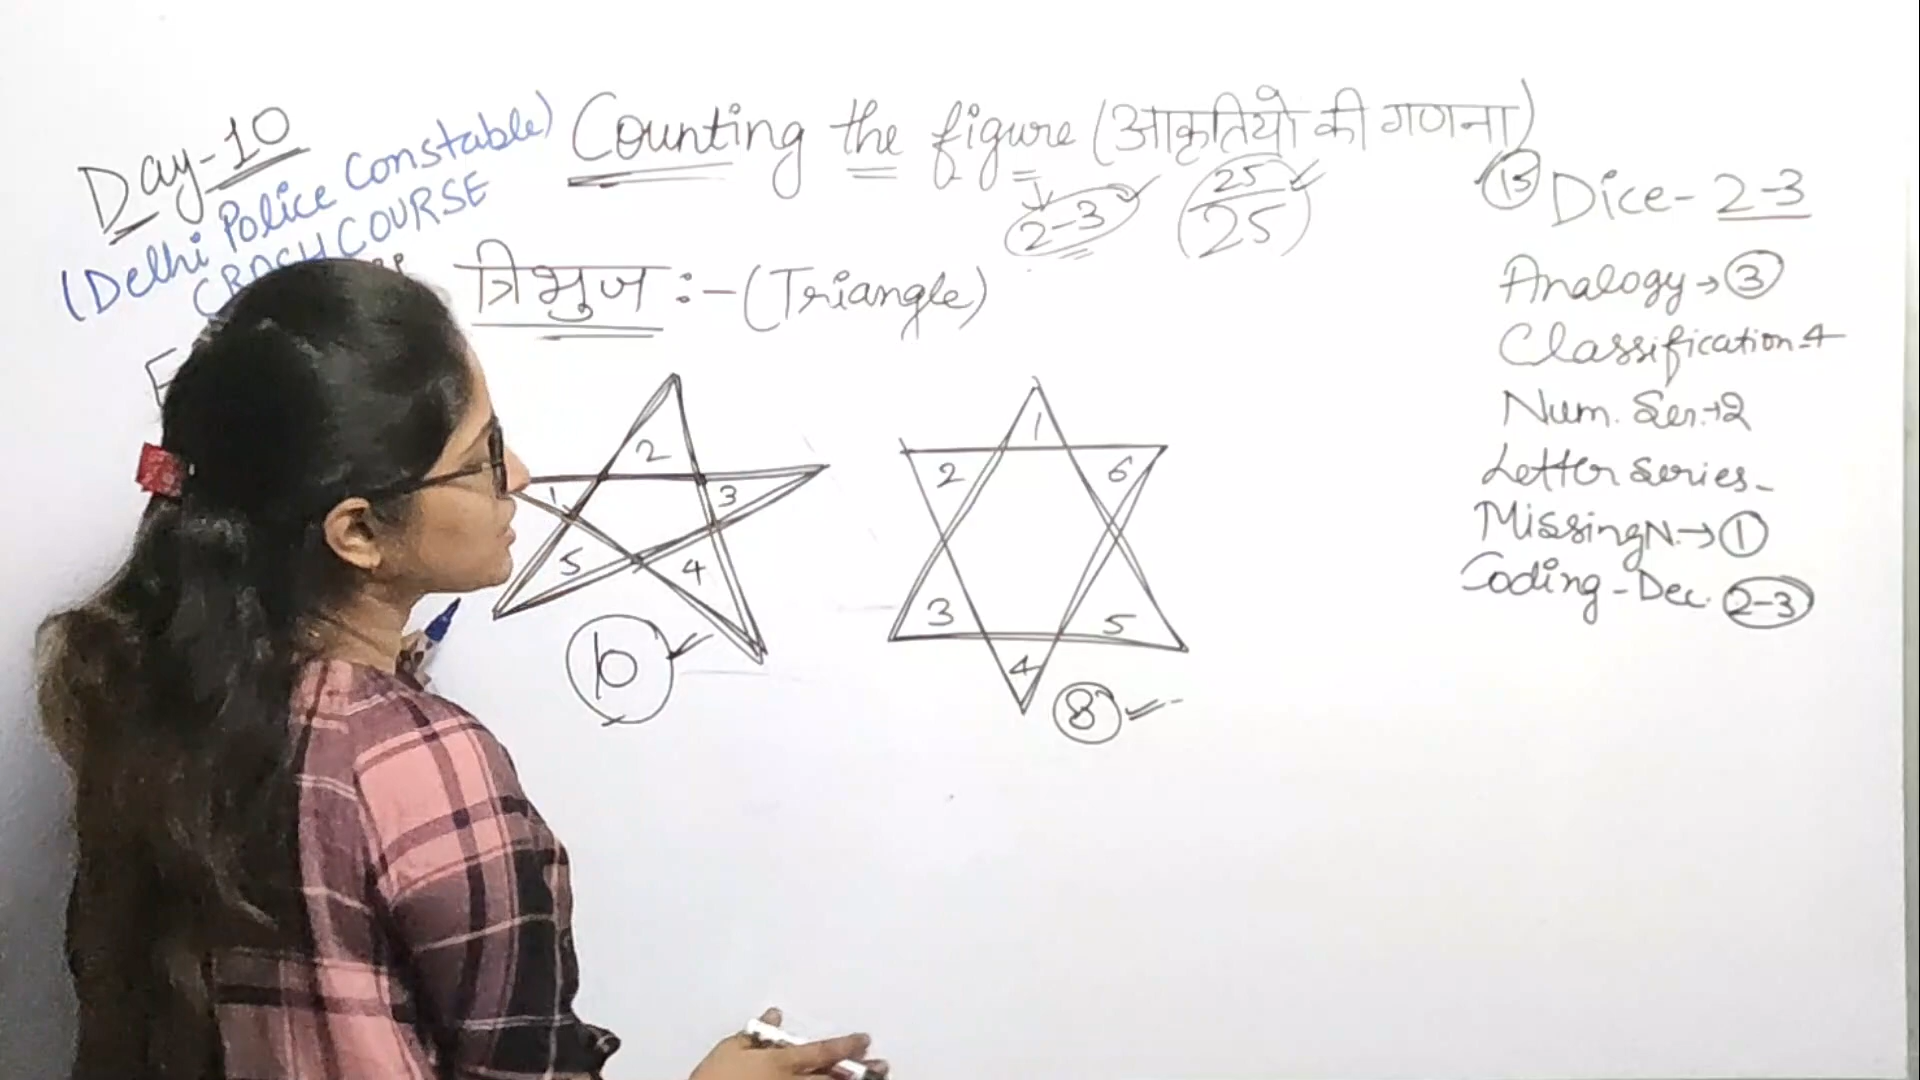 Day-10
(Delhi Police Constable)
CRASH COURSE
Counting the figure (आकृतियो की गणना)
2-3
25/25
त्रिभुज :- (Triangle)
1
2
3
4
5
10
1
2
3
4
5
6
8
15 Dice - 2-3
Analogy → 3
Classification - 4
Num. Ser. → 2
Letter series -
Missing N. → 1
Coding - Dec. 2-3